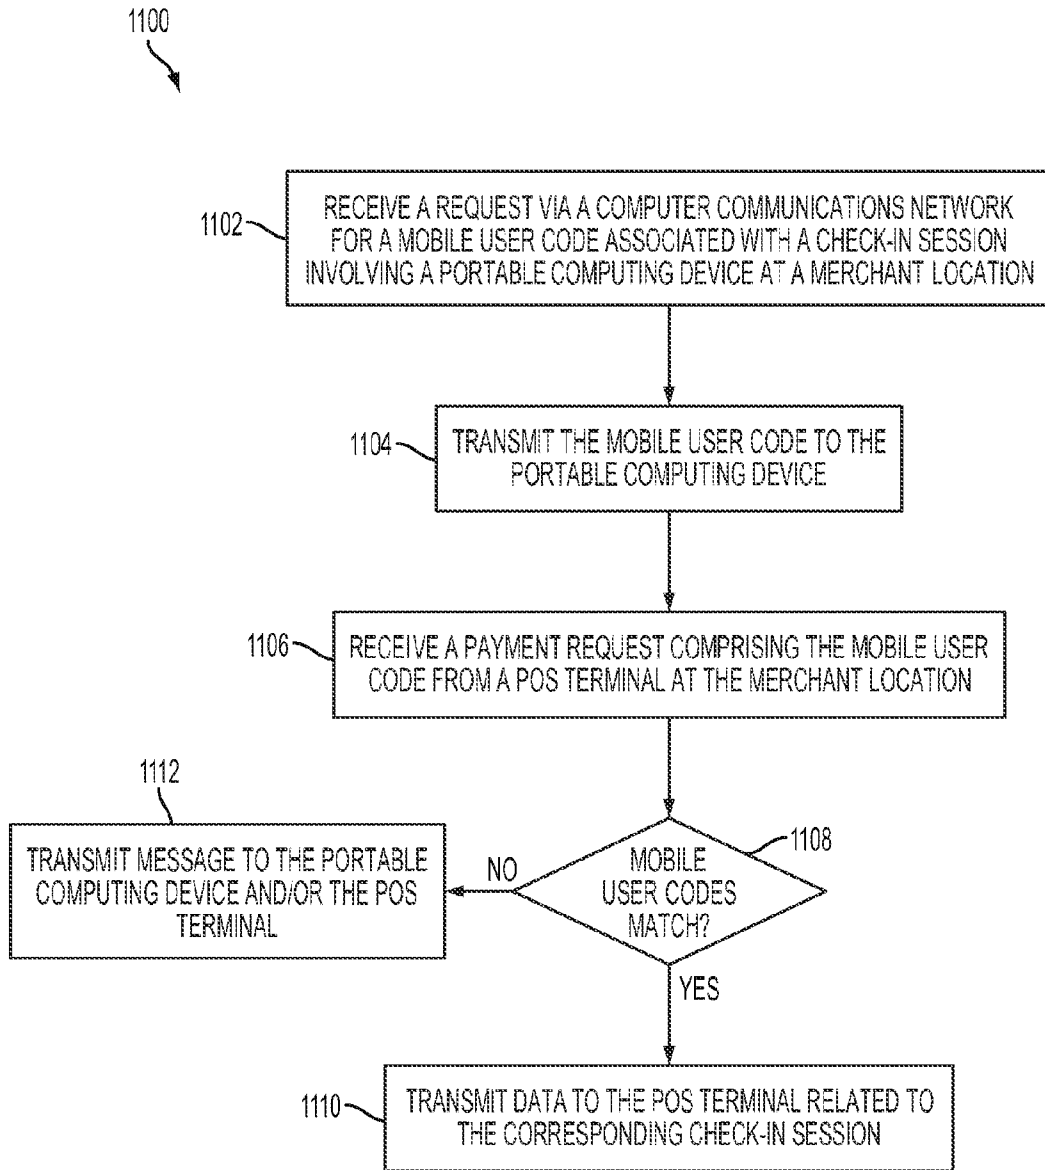 1100
1102
RECEIVE A REQUEST VIA A COMPUTER COMMUNICATIONS NETWORK
FOR A MOBILE USER CODE ASSOCIATED WITH A CHECK-IN SESSION
INVOLVING A PORTABLE COMPUTING DEVICE AT A MERCHANT LOCATION
1104
TRANSMIT THE MOBILE USER CODE TO THE
PORTABLE COMPUTING DEVICE
1106
RECEIVE A PAYMENT REQUEST COMPRISING THE MOBILE USER
CODE FROM A POS TERMINAL AT THE MERCHANT LOCATION
1108
MOBILE
USER CODES
MATCH?
NO
1112
TRANSMIT MESSAGE TO THE PORTABLE
COMPUTING DEVICE AND/OR THE POS
TERMINAL
YES
1110
TRANSMIT DATA TO THE POS TERMINAL RELATED TO
THE CORRESPONDING CHECK-IN SESSION